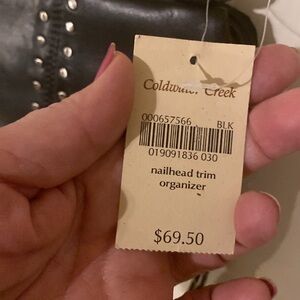 Coldwater Creek
000657566 BLK
019091836 030
nailhead trim
organizer
$69.50